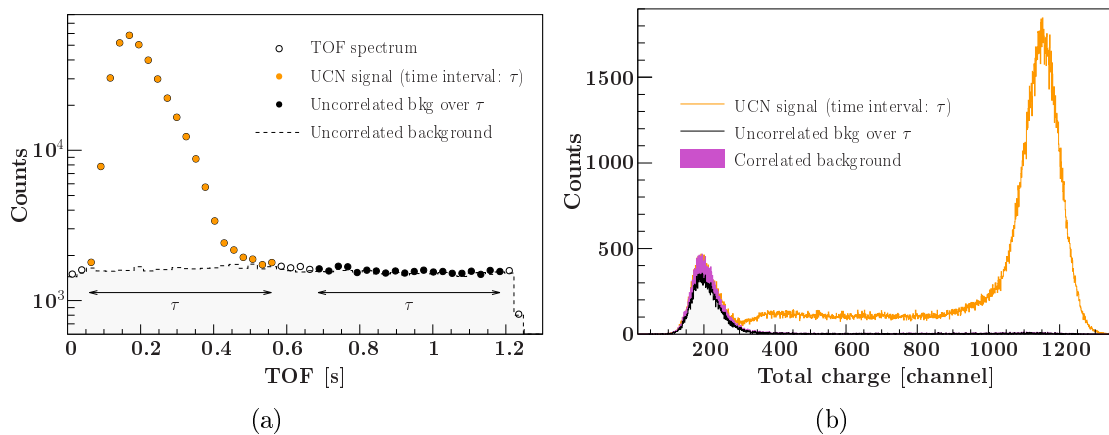 TOF spectrum
UCN signal (time interval: τ)
Uncorrelated bkg over τ
Uncorrelated background
Counts
10⁴
10³
τ
τ
0 0.2 0.4 0.6 0.8 1 1.2
TOF [s]
(a)
UCN signal (time interval: τ)
Uncorrelated bkg over τ
Correlated background
Counts
1500
1000
500
0
200 400 600 800 1000 1200
Total charge [channel]
(b)